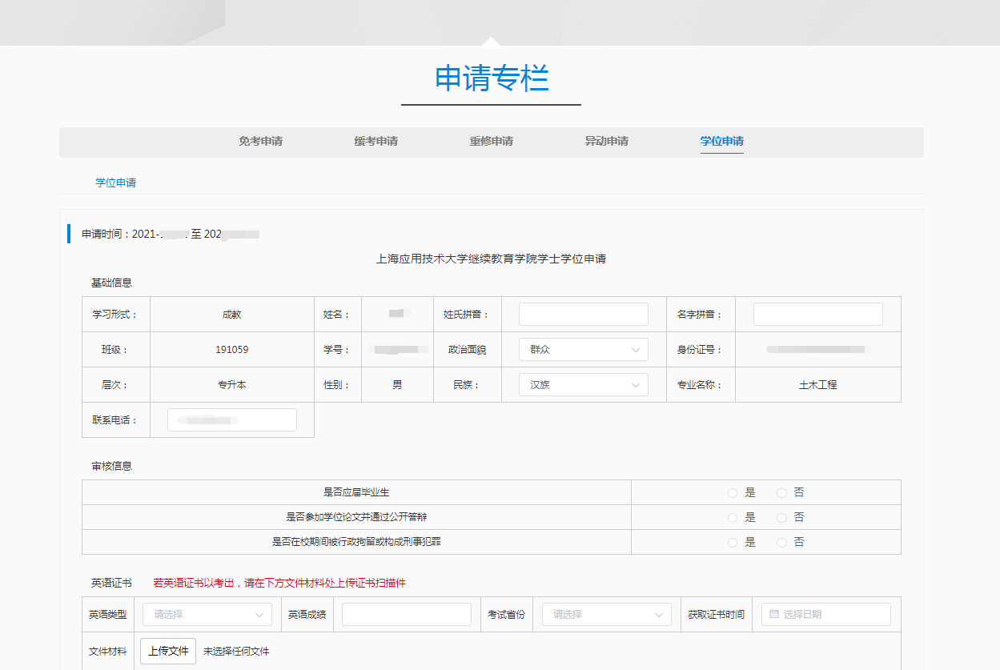 申请专栏
免考申请 缓考申请 重修申请 异动申请 学位申请
学位申请
申请时间：2021- 至 202
上海应用技术大学继续教育学院学士学位申请
基础信息
学习形式： 成教 姓名： 姓氏拼音： 名字拼音：
班级： 191059 学号： 政治面貌 群众 身份证号：
层次： 专升本 性别： 男 民族： 汉族 专业名称： 土木工程
联系电话：
审核信息
是否应届毕业生 是 否
是否参加学位论文并通过公开答辩 是 否
是否在校期间被行政拘留或构成刑事犯罪 是 否
英语证书 若英语证书以考出，请在下方文件材料处上传证书扫描件
英语类型 请选择 英语成绩 考试省份 请选择 获取证书时间 选择日期
文件材料 上传文件 未选择任何文件